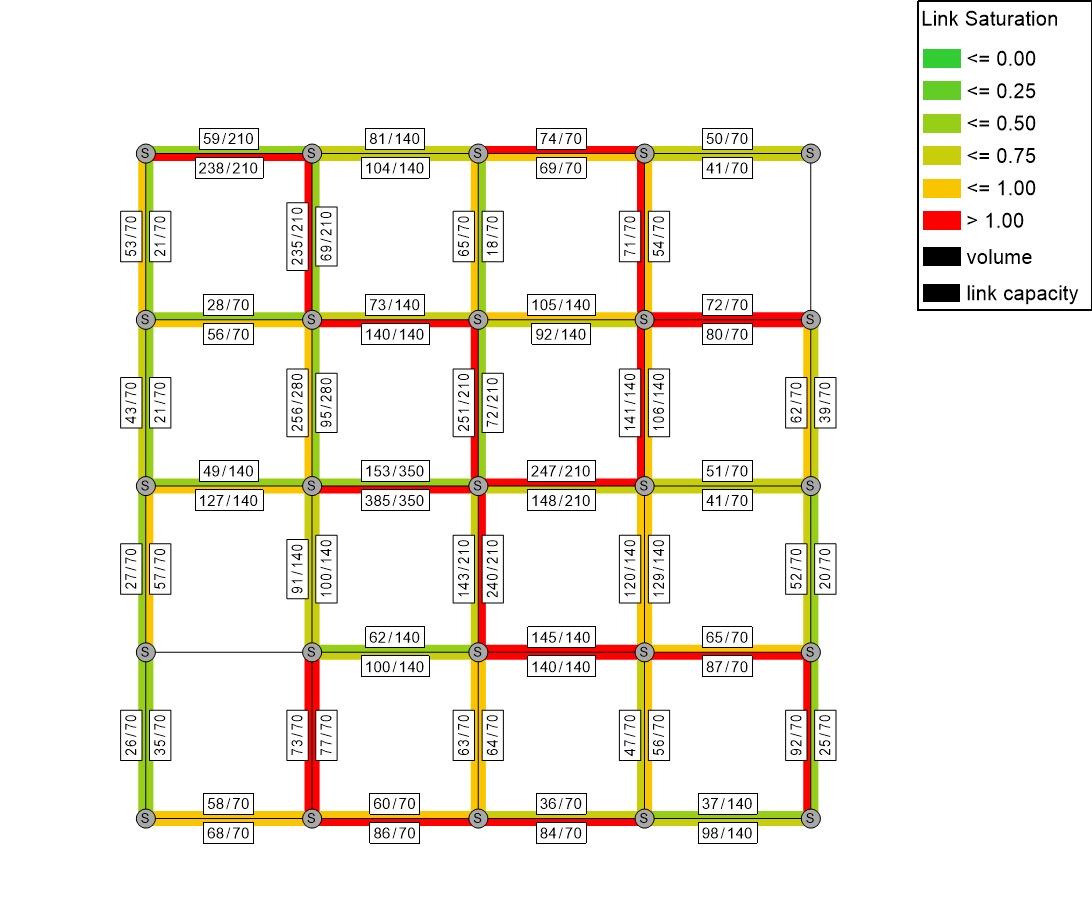 Link Saturation
<= 0.00
<= 0.25
<= 0.50
<= 0.75
<= 1.00
> 1.00
volume
link capacity
59/210 81/140 74/70 50/70
S S S S S
238/210 104/140 69/70 41/70
53/70 21/70 235/210 69/210 65/70 18/70 71/70 54/70
28/70 73/140 105/140 72/70
S S S S S
56/70 140/140 92/140 80/70
43/70 21/70 256/280 95/280 251/210 72/210 141/140 106/140 62/70 39/70
49/140 153/350 247/210 51/70
S S S S S
127/140 385/350 148/210 41/70
27/70 57/70 91/140 100/140 143/210 240/210 120/140 129/140 52/70 20/70
62/140 145/140 65/70
S S S S S
100/140 140/140 87/70
26/70 35/70 73/70 77/70 63/70 64/70 47/70 56/70 92/70 25/70
58/70 60/70 36/70 37/140
S S S S S
68/70 86/70 84/70 98/140